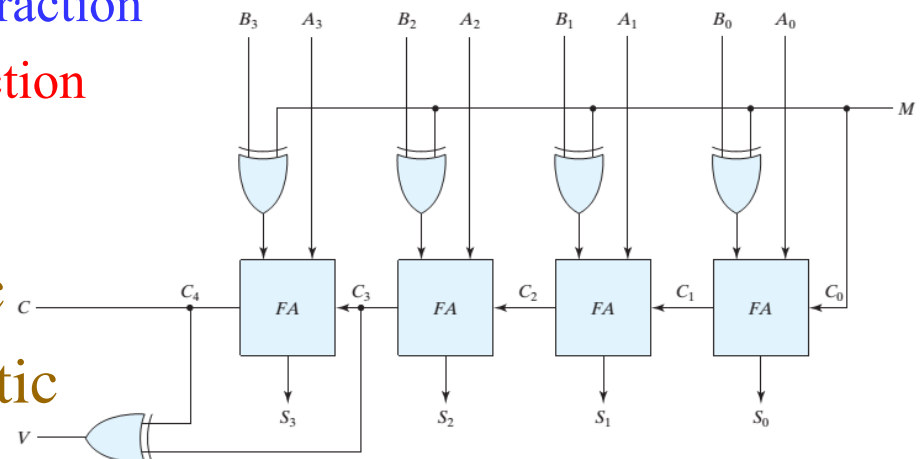 raction
ction
B3 A3 B2 A2 B1 A1 B0 A0
M
C C4 FA C3 FA C2 FA C1 FA C0
tic
S3 S2 S1 S0
V